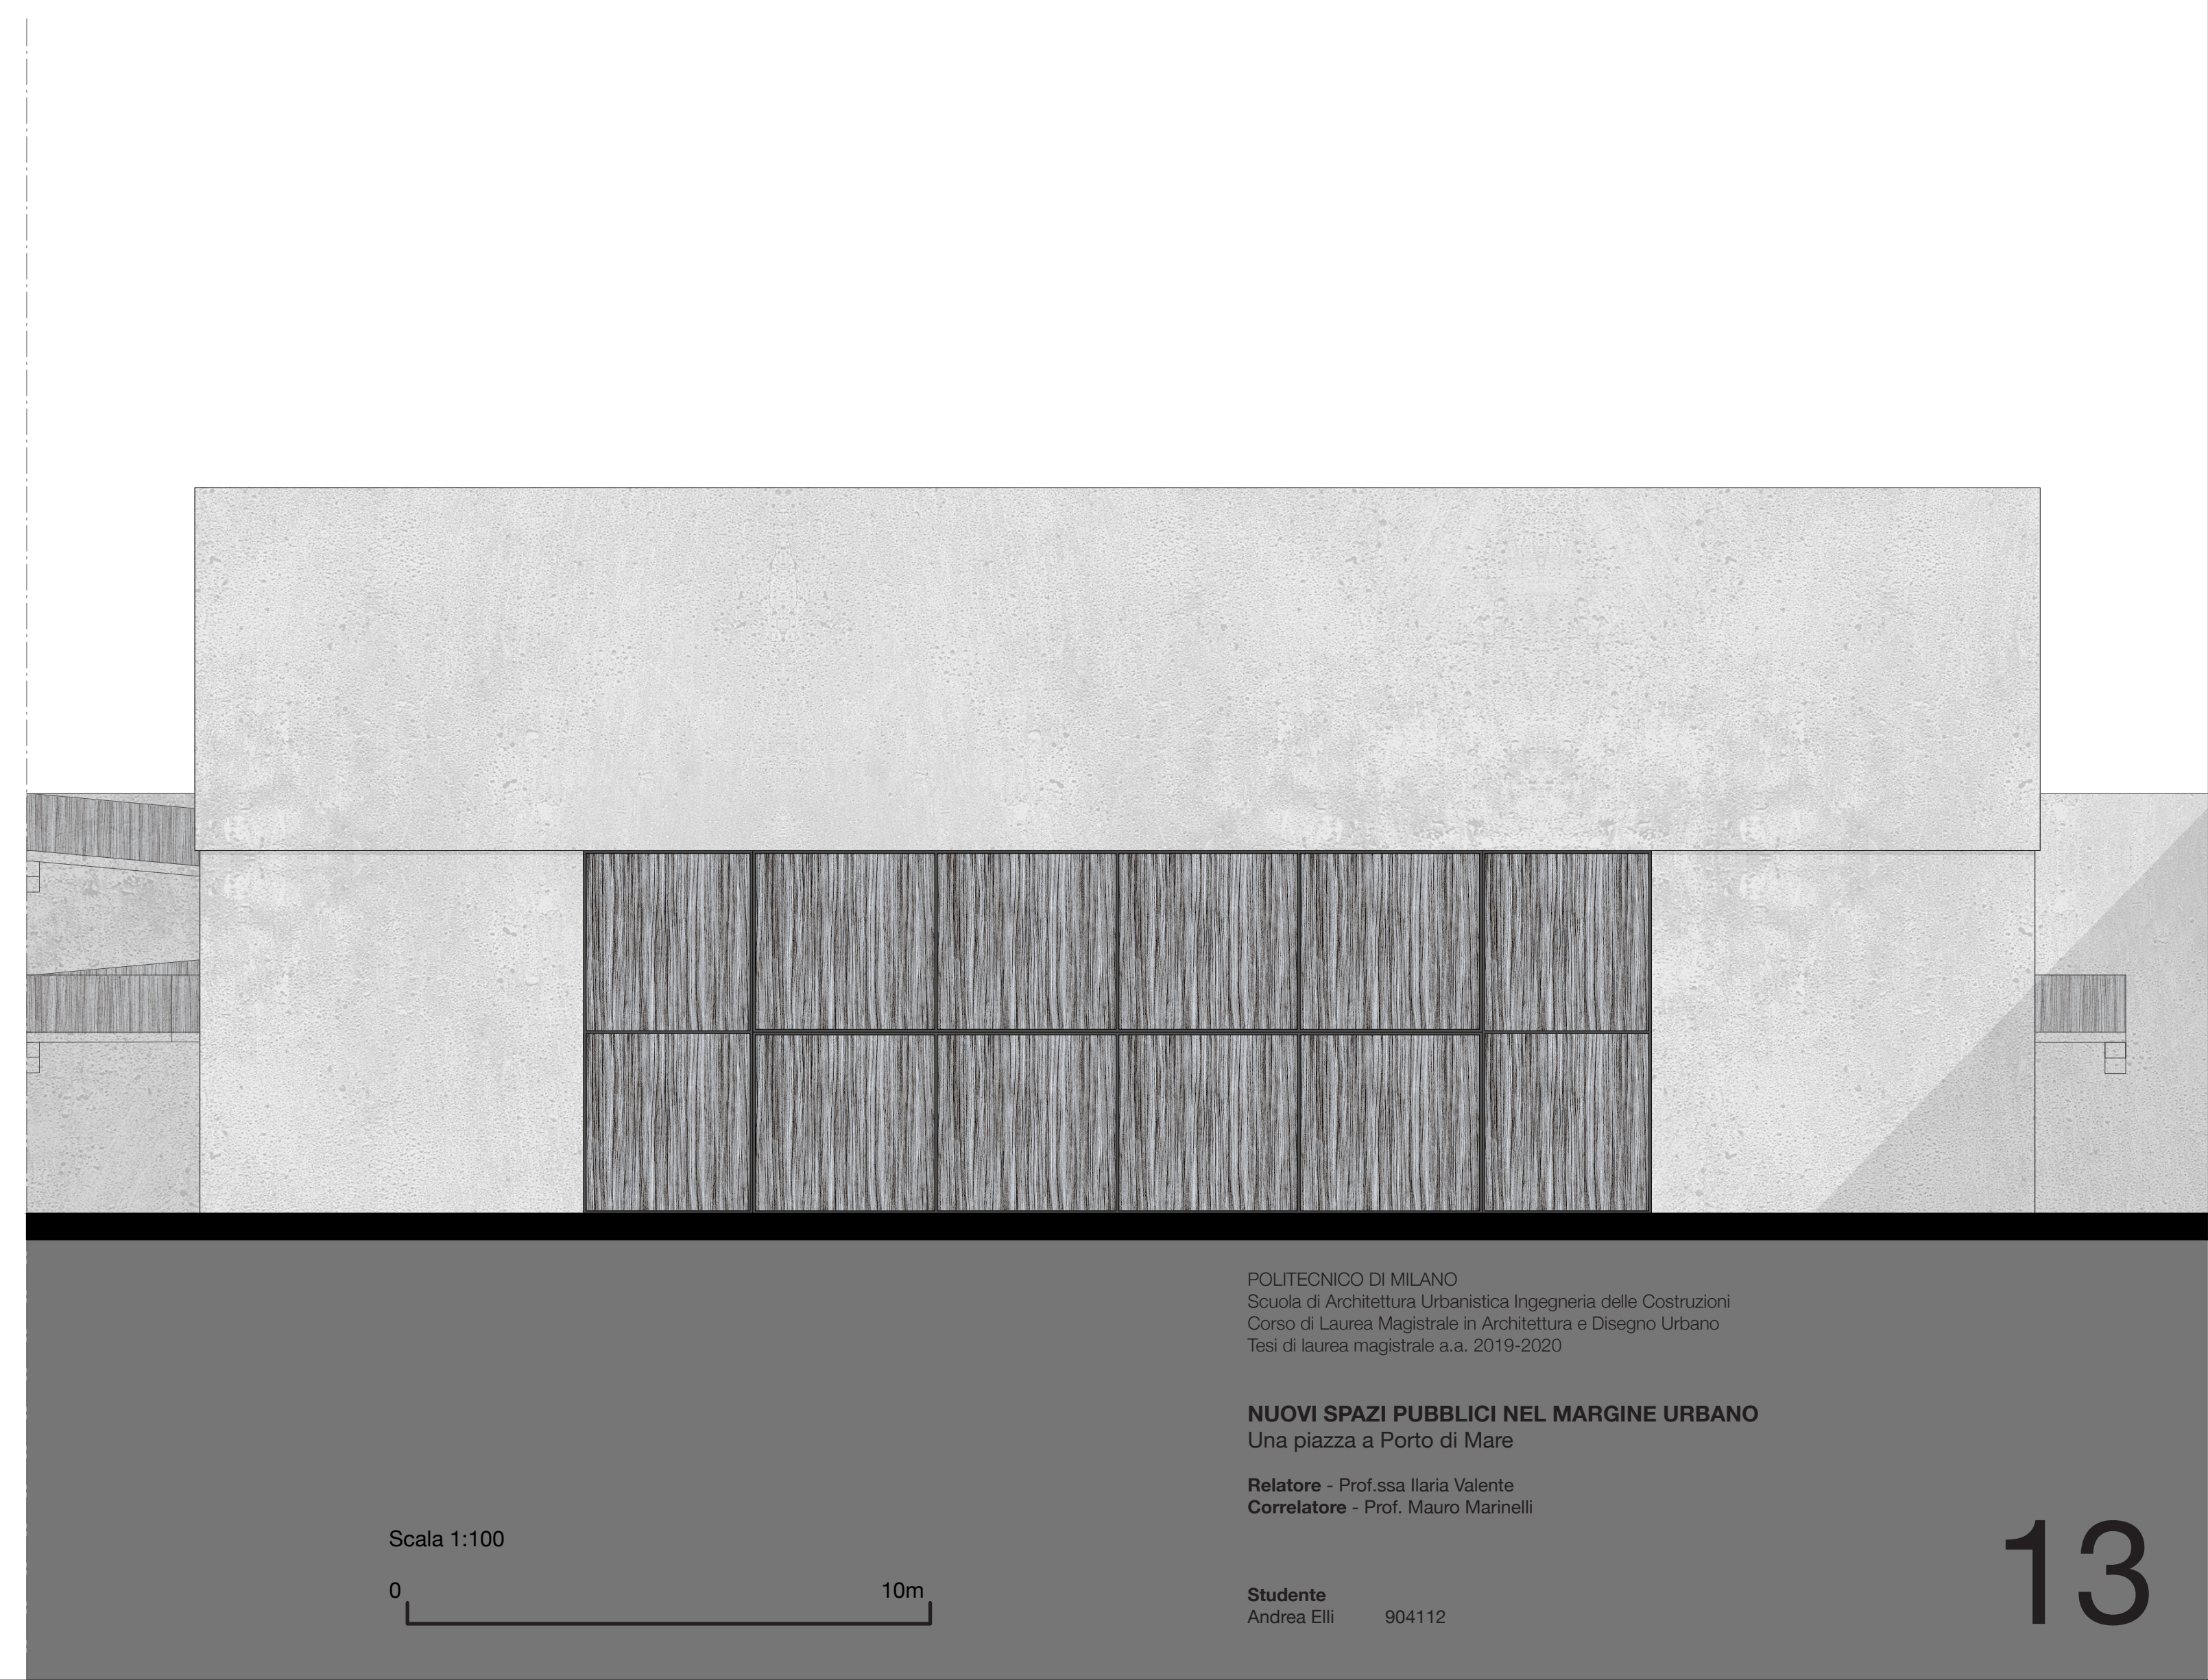 POLITECNICO DI MILANO
Scuola di Architettura Urbanistica Ingegneria delle Costruzioni
Corso di Laurea Magistrale in Architettura e Disegno Urbano
Tesi di laurea magistrale a.a. 2019-2020
NUOVI SPAZI PUBBLICI NEL MARGINE URBANO
Una piazza a Porto di Mare
Relatore - Prof.ssa Ilaria Valente
Correlatore - Prof. Mauro Marinelli
Scala 1:100
0 10m
Studente
Andrea Elli 904112
13